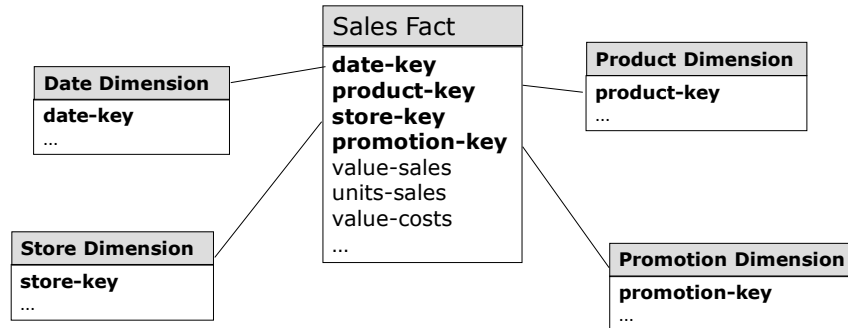 Sales Fact
date-key
product-key
store-key
promotion-key
value-sales
units-sales
value-costs
...
Date Dimension
date-key
...
Product Dimension
product-key
...
Store Dimension
store-key
...
Promotion Dimension
promotion-key
...